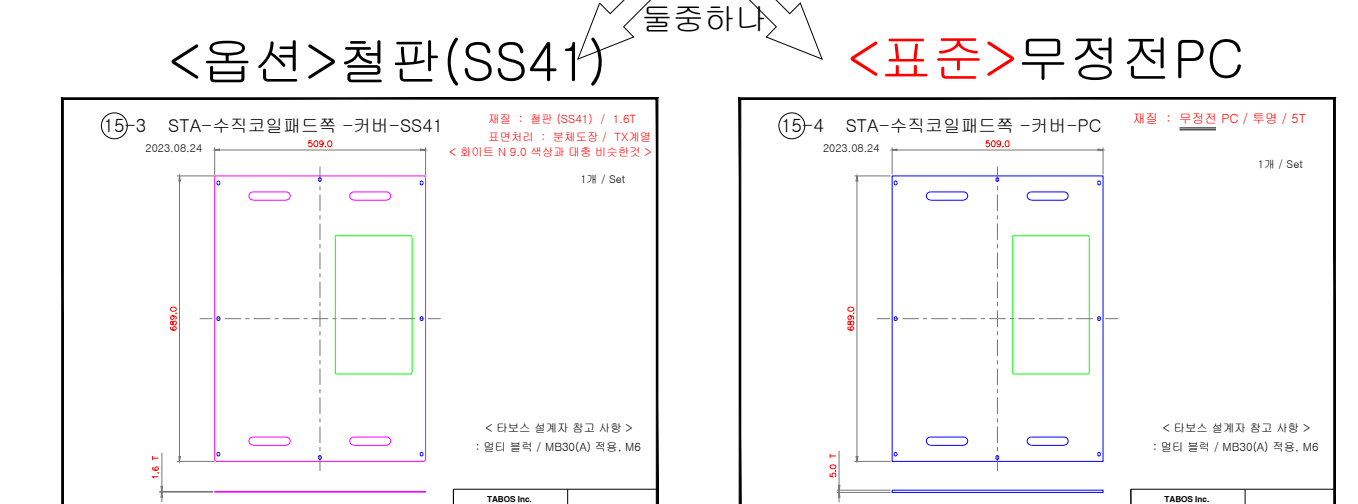 둘중하나
<옵션>철판(SS41)
<표준>무정전PC
15-3 STA-수직코일패드쪽 -커버-SS41
재질 : 철판 (SS41) / 1.6T
표면처리 : 분체도장 / TX계열
< 화이트 N 9.0 색상과 대충 비슷한것 >
2023.08.24
509.0
1개 / Set
689.0
< 타보스 설계자 참고 사항 >
: 멀티 블럭 / MB30(A) 적용, M6
1.6 T
TABOS Inc.
15-4 STA-수직코일패드쪽 -커버-PC
재질 : 무정전 PC / 투명 / 5T
2023.08.24
509.0
1개 / Set
689.0
< 타보스 설계자 참고 사항 >
: 멀티 블럭 / MB30(A) 적용, M6
5.0 T
TABOS Inc.